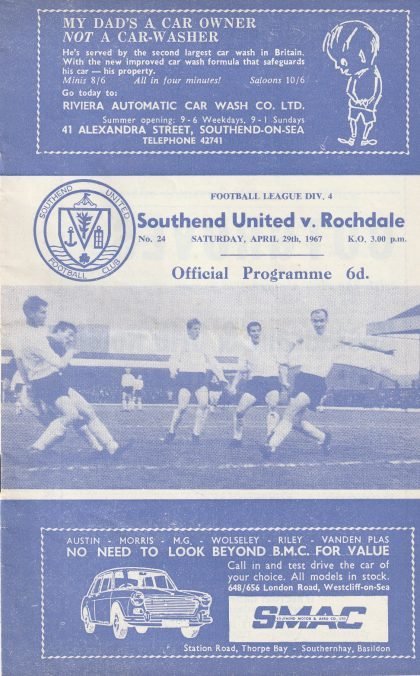 MY DAD'S A CAR OWNER
NOT A CAR-WASHER
He's served by the second largest car wash in Britain.
With the new improved car wash formula that safeguards
his car — his property.
Minis 8/6 All in four minutes! Saloons 10/6
Go today to:
RIVIERA AUTOMATIC CAR WASH CO. LTD.
Summer opening: 9 - 6 Weekdays, 9 - 1 Sundays
41 ALEXANDRA STREET, SOUTHEND-ON-SEA
TELEPHONE 42741
SOUTHEND UNITED
FOOTBALL CLUB
FOOTBALL LEAGUE DIV. 4
Southend United v. Rochdale
No. 24 SATURDAY, APRIL 29th, 1967 K.O. 3.00 p.m.
Official Programme 6d.
AUSTIN - MORRIS - M.G. - WOLSELEY - RILEY - VANDEN PLAS
NO NEED TO LOOK BEYOND B.M.C. FOR VALUE
Call in and test drive the car of
your choice. All models in stock.
648/656 London Road, Westcliff-on-Sea
SMAC
SOUTHEND MOTOR & AERO CO. LTD.
Station Road, Thorpe Bay - Southernhay, Basildon